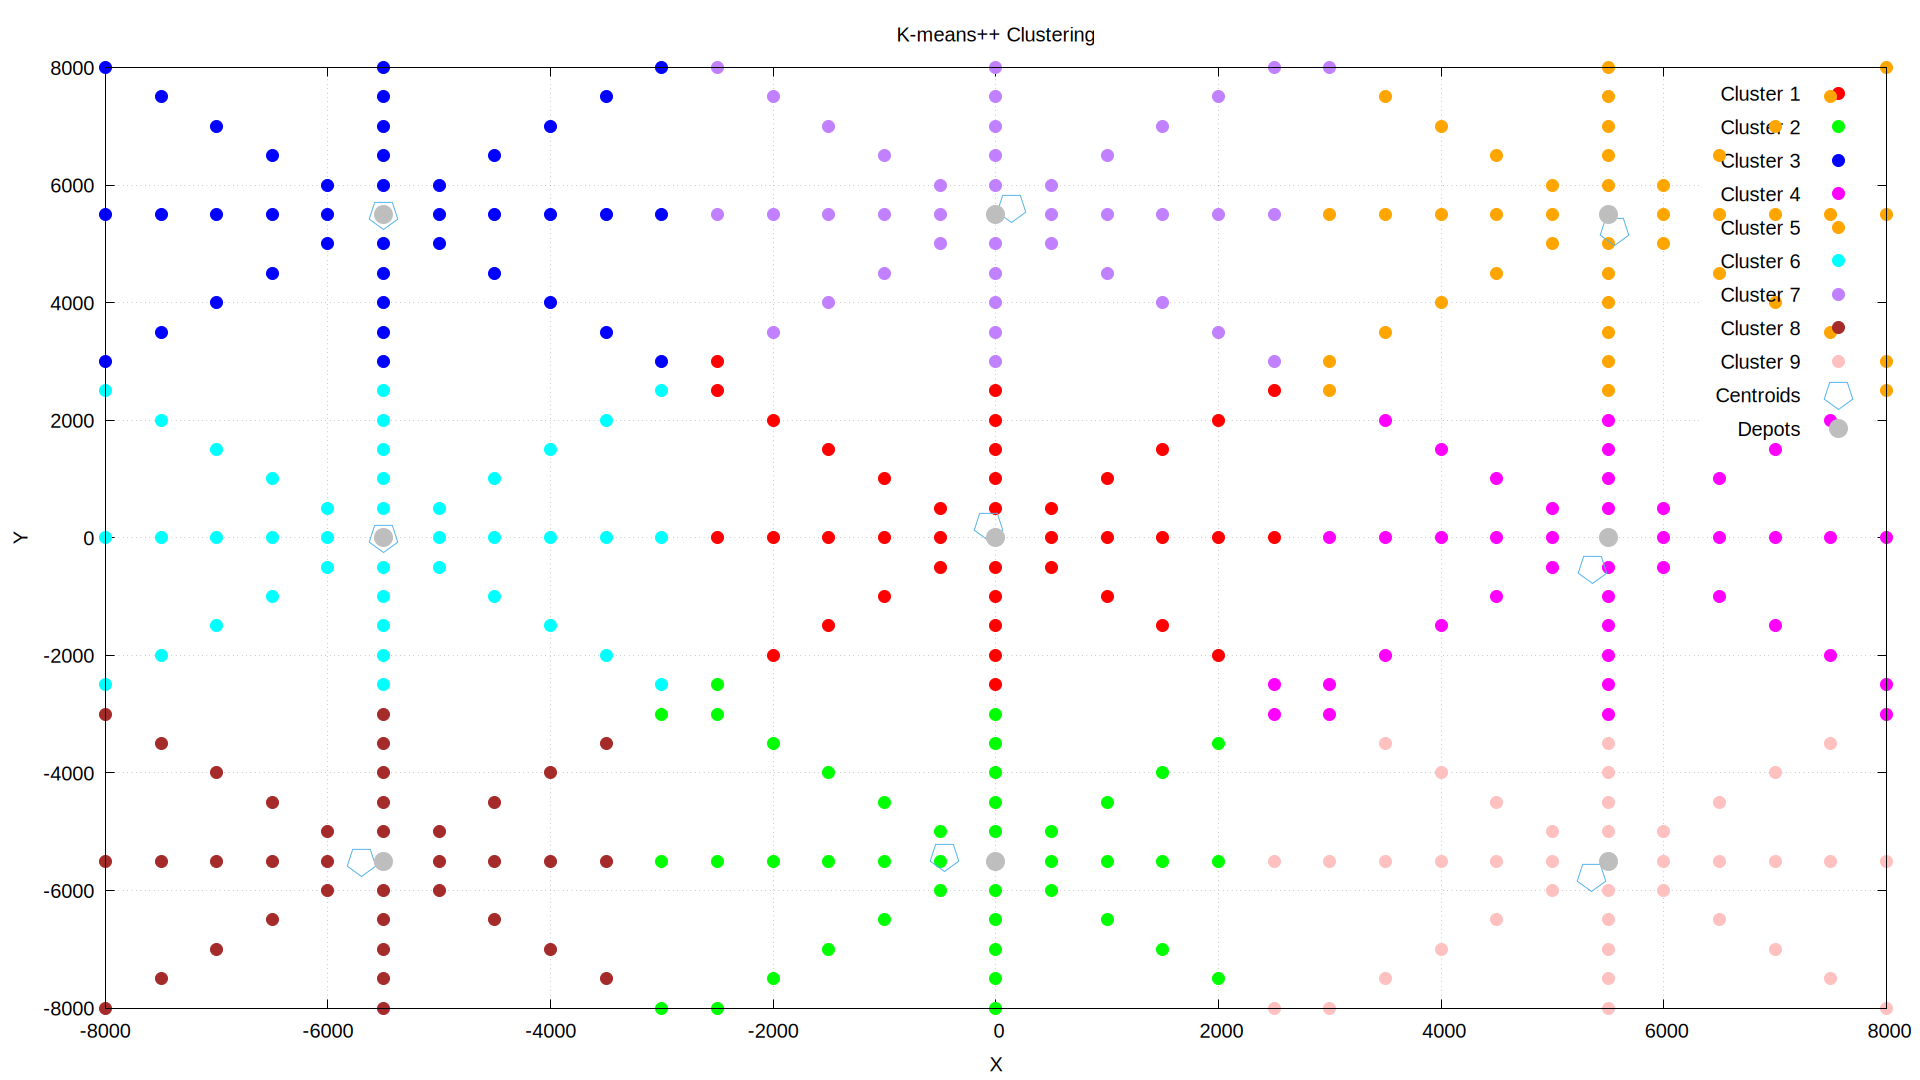 K-means++ Clustering
8000
6000
4000
2000
0
-2000
-4000
-6000
-8000
Y
Cluster 1
Cluster 2
Cluster 3
Cluster 4
Cluster 5
Cluster 6
Cluster 7
Cluster 8
Cluster 9
Centroids
Depots
-8000 -6000 -4000 -2000 0 2000 4000 6000 8000
X